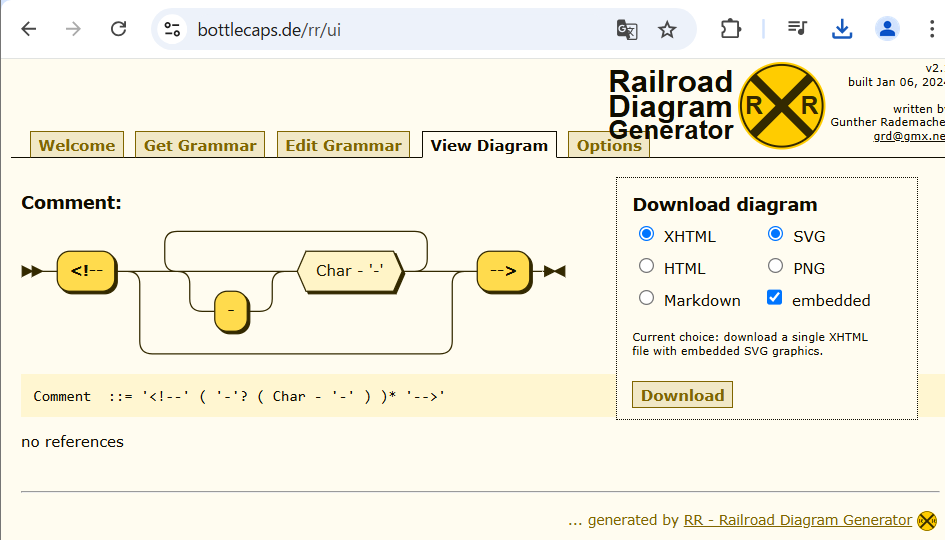 bottlecaps.de/rr/ui
Railroad
Diagram
Generator
R R
v2.
built Jan 06, 2024
written by
Gunther Rademache
grd@gmx.ne
Welcome
Get Grammar
Edit Grammar
View Diagram
Options
Comment:
<!--
Char - '-'
-
-->
Download diagram
XHTML
SVG
HTML
PNG
Markdown
embedded
Current choice: download a single XHTML
file with embedded SVG graphics.
Download
Comment ::= '<!--' ( '-'? ( Char - '-' ) )* '-->'
no references
... generated by RR - Railroad Diagram Generator
R R